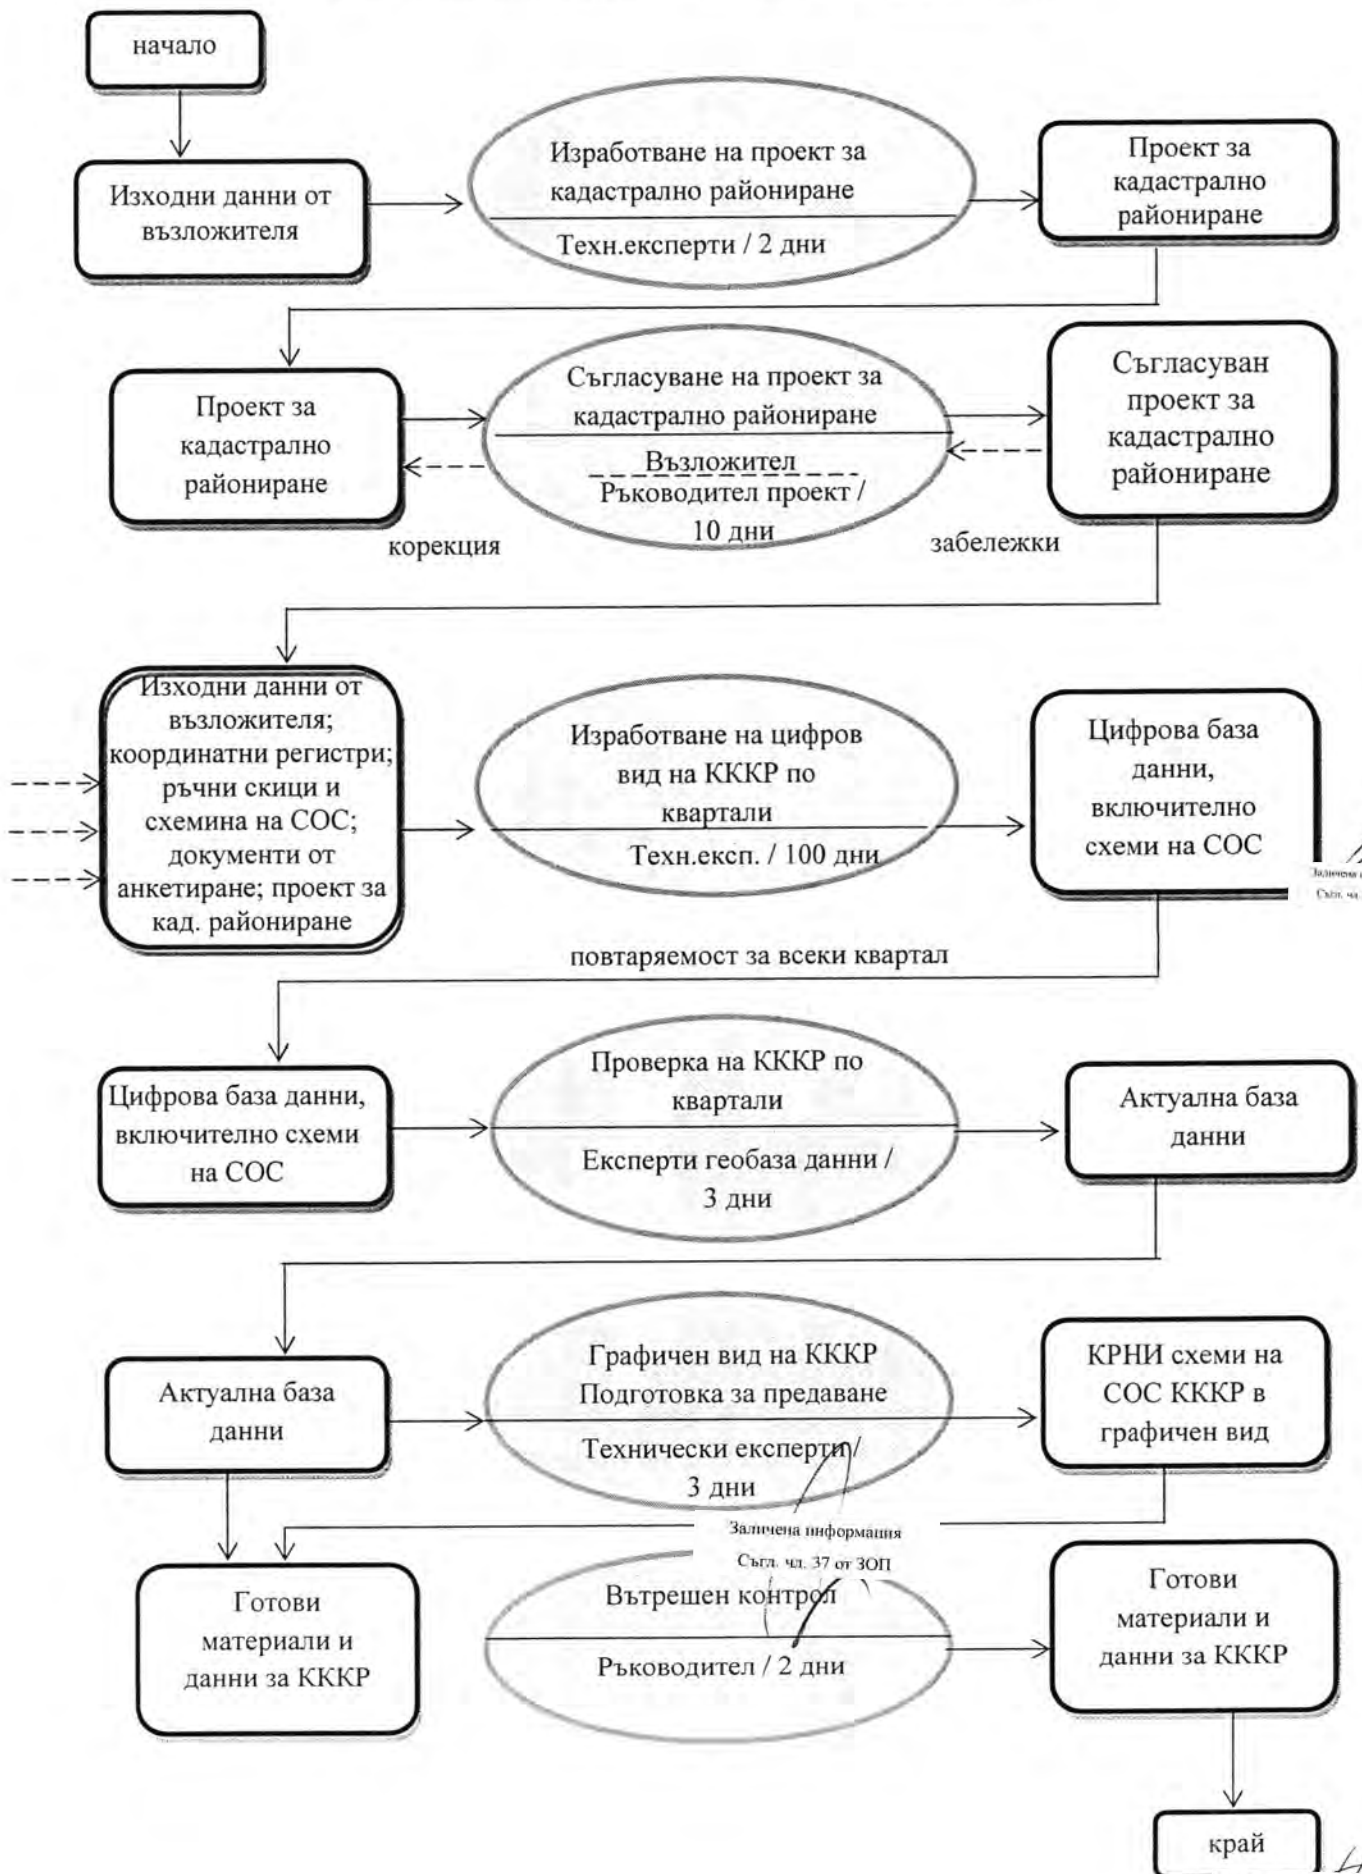 начало
Изходни данни от
възложителя
Изработване на проект за
кадастрално райониране
Техн.експерти / 2 дни
Проект за
кадастрално
райониране
Проект за
кадастрално
райониране
Съгласуване на проект за
кадастрално райониране
Възложител
Ръководител проект /
10 дни
Съгласуван
проект за
кадастрално
райониране
корекция
забележки
Изходни данни от
възложителя;
координатни регистри;
ръчни скици и
схемина на СОС;
документи от
анкетиране; проект за
кад. райониране
Изработване на цифров
вид на КККР по
квартали
Техн.експ. / 100 дни
Цифрова база
данни,
включително
схеми на СОС
Заличена
Съгл. чл.
повтаряемост за всеки квартал
Цифрова база данни,
включително схеми
на СОС
Проверка на КККР по
квартали
Експерти геобаза данни /
3 дни
Актуална база
данни
Актуална база
данни
Графичен вид на КККР
Подготовка за предаване
Технически експерти /
3 дни
КРНИ схеми на
СОС КККР в
графичен вид
Заличена информация
Съгл. чл. 37 от ЗОП
Готови
материали и
данни за КККР
Вътрешен контрол
Ръководител / 2 дни
Готови
материали и
данни за КККР
край